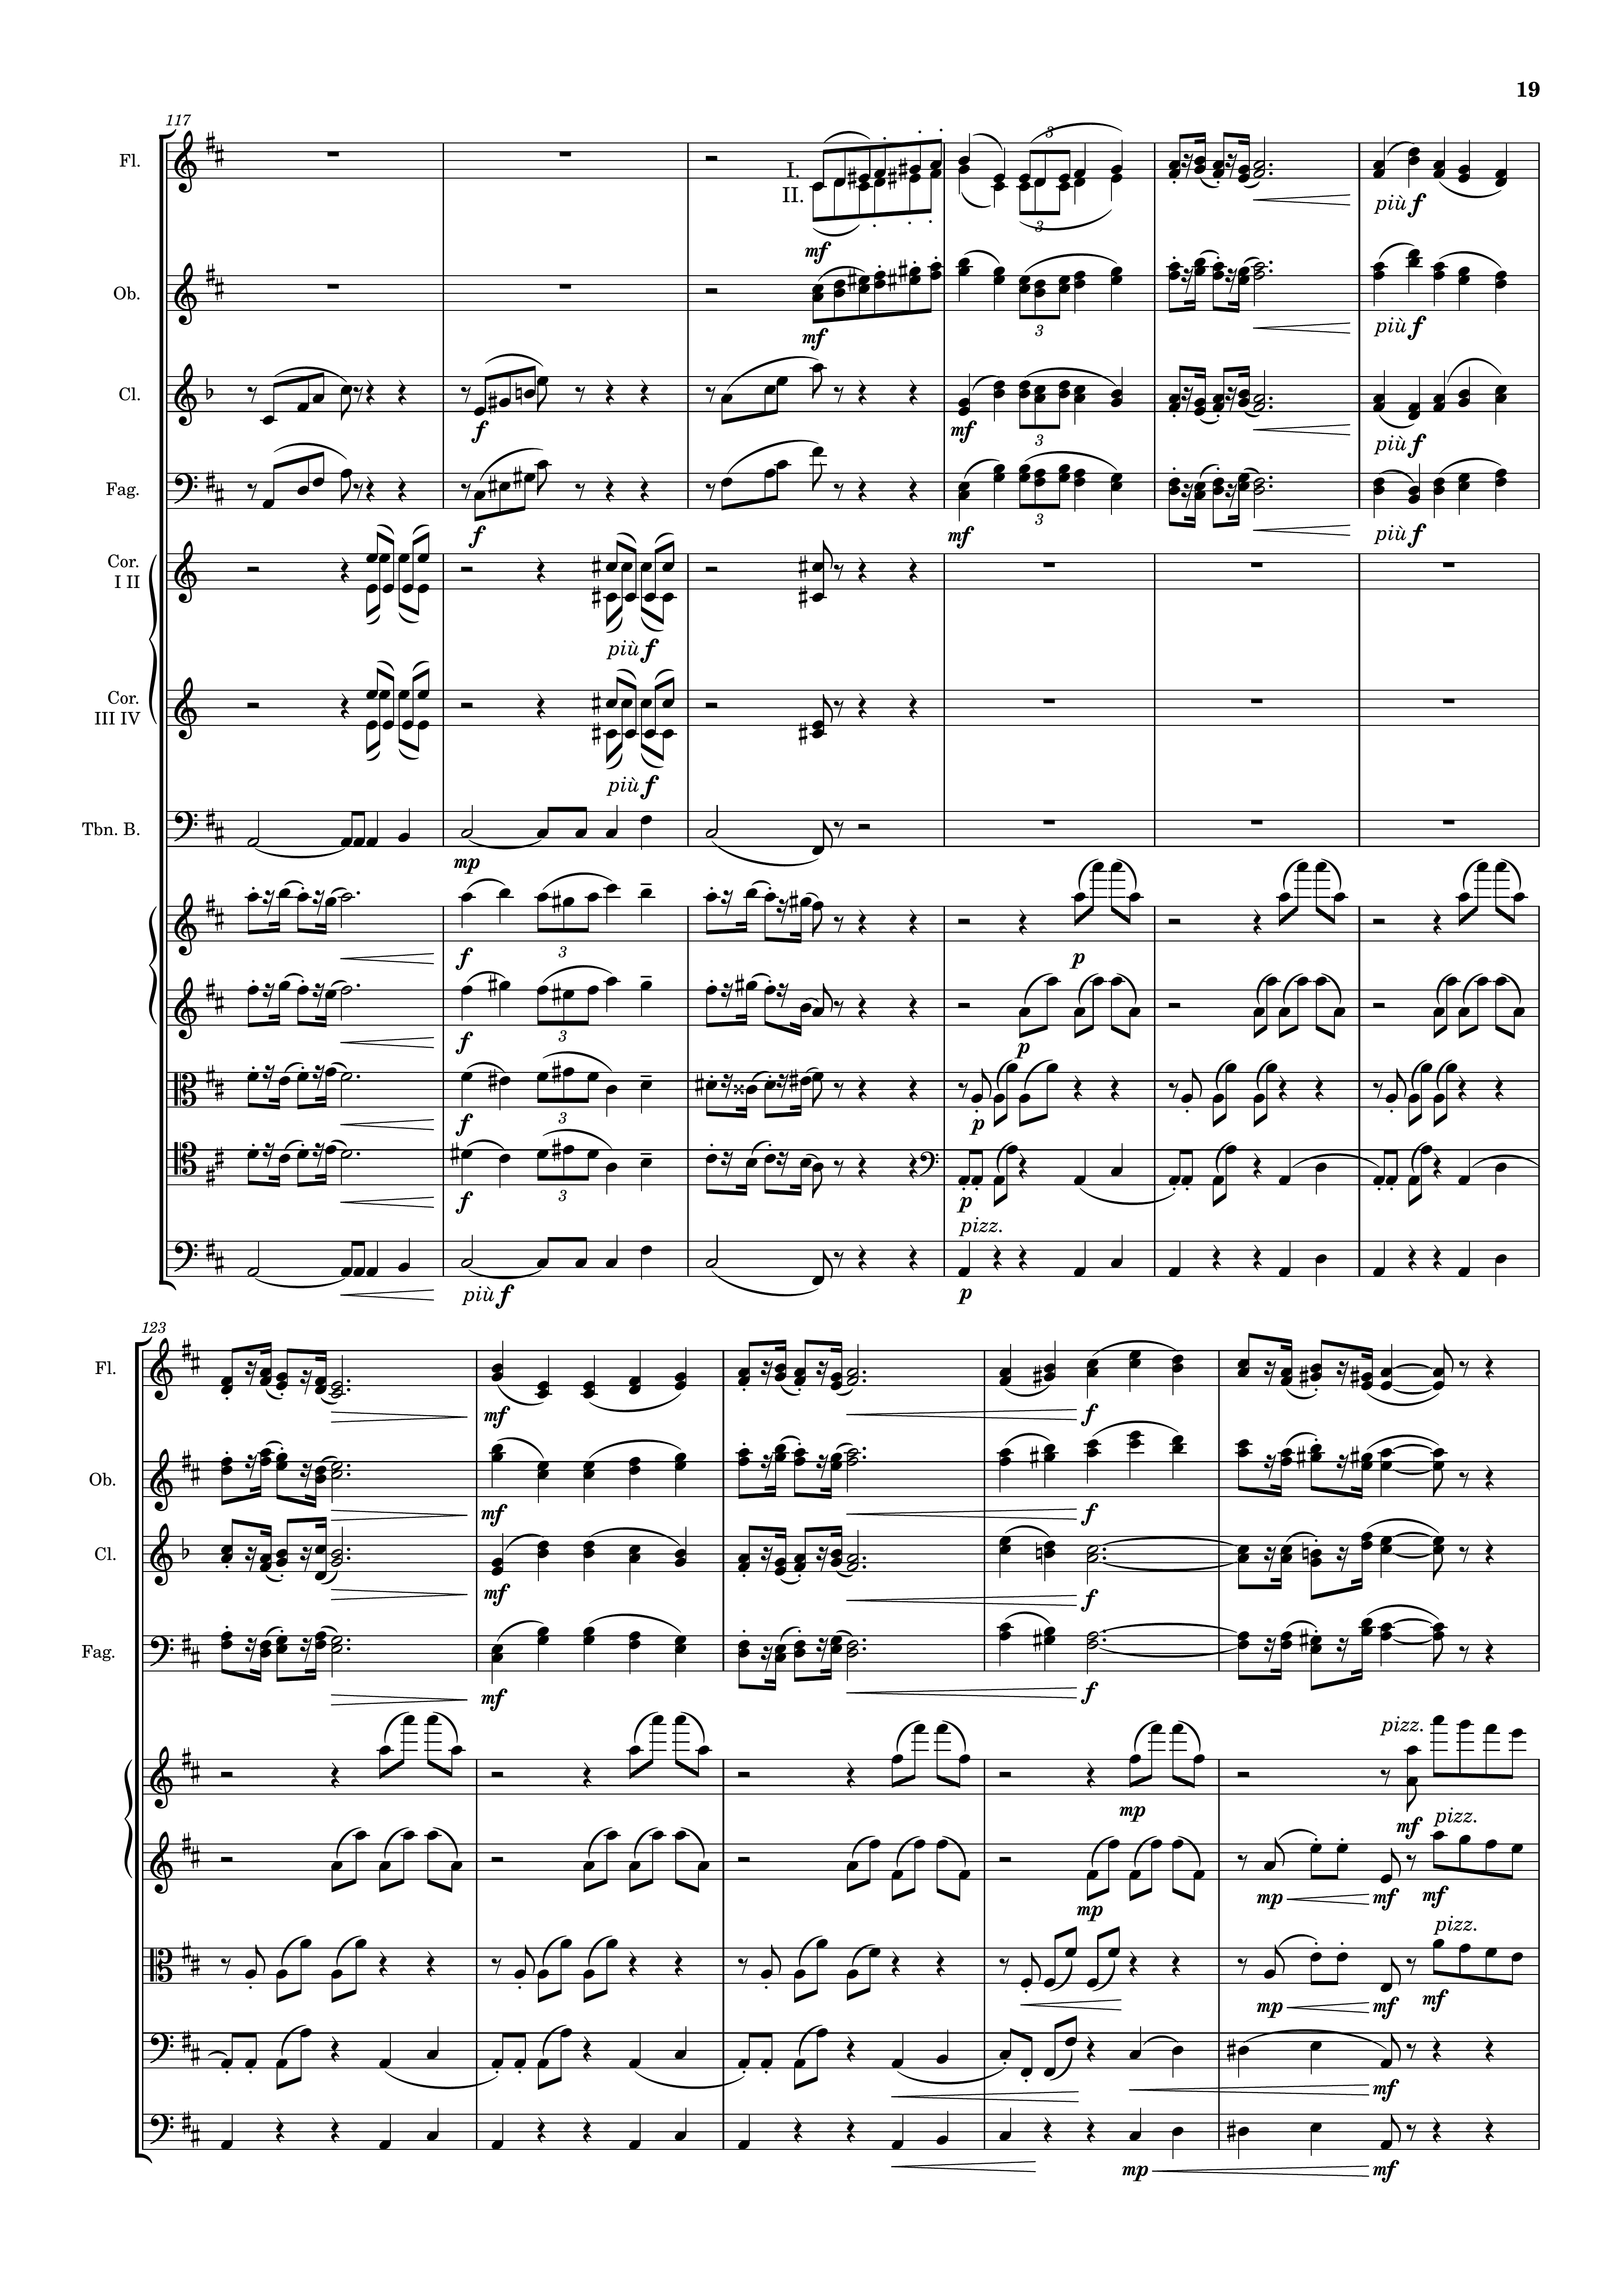 19
117
Fl.
I.
3
II.
3
più f
mf
Ob.
mf
3
più f
Cl.
f
mf
3
più f
Fag.
f
mf
3
più f
Cor.
I II
più f
Cor.
III IV
più f
Tbn. B.
mp
f
3
p
f
3
p
f
3
p
f
3
p
pizz.
più f
p
123
Fl.
mf
f
Ob.
mf
f
Cl.
mf
f
Fag.
mf
f
pizz.
mp
mf
pizz.
mp
mp
mf
mf
pizz.
mp
mf
mf
mf
mp
mf